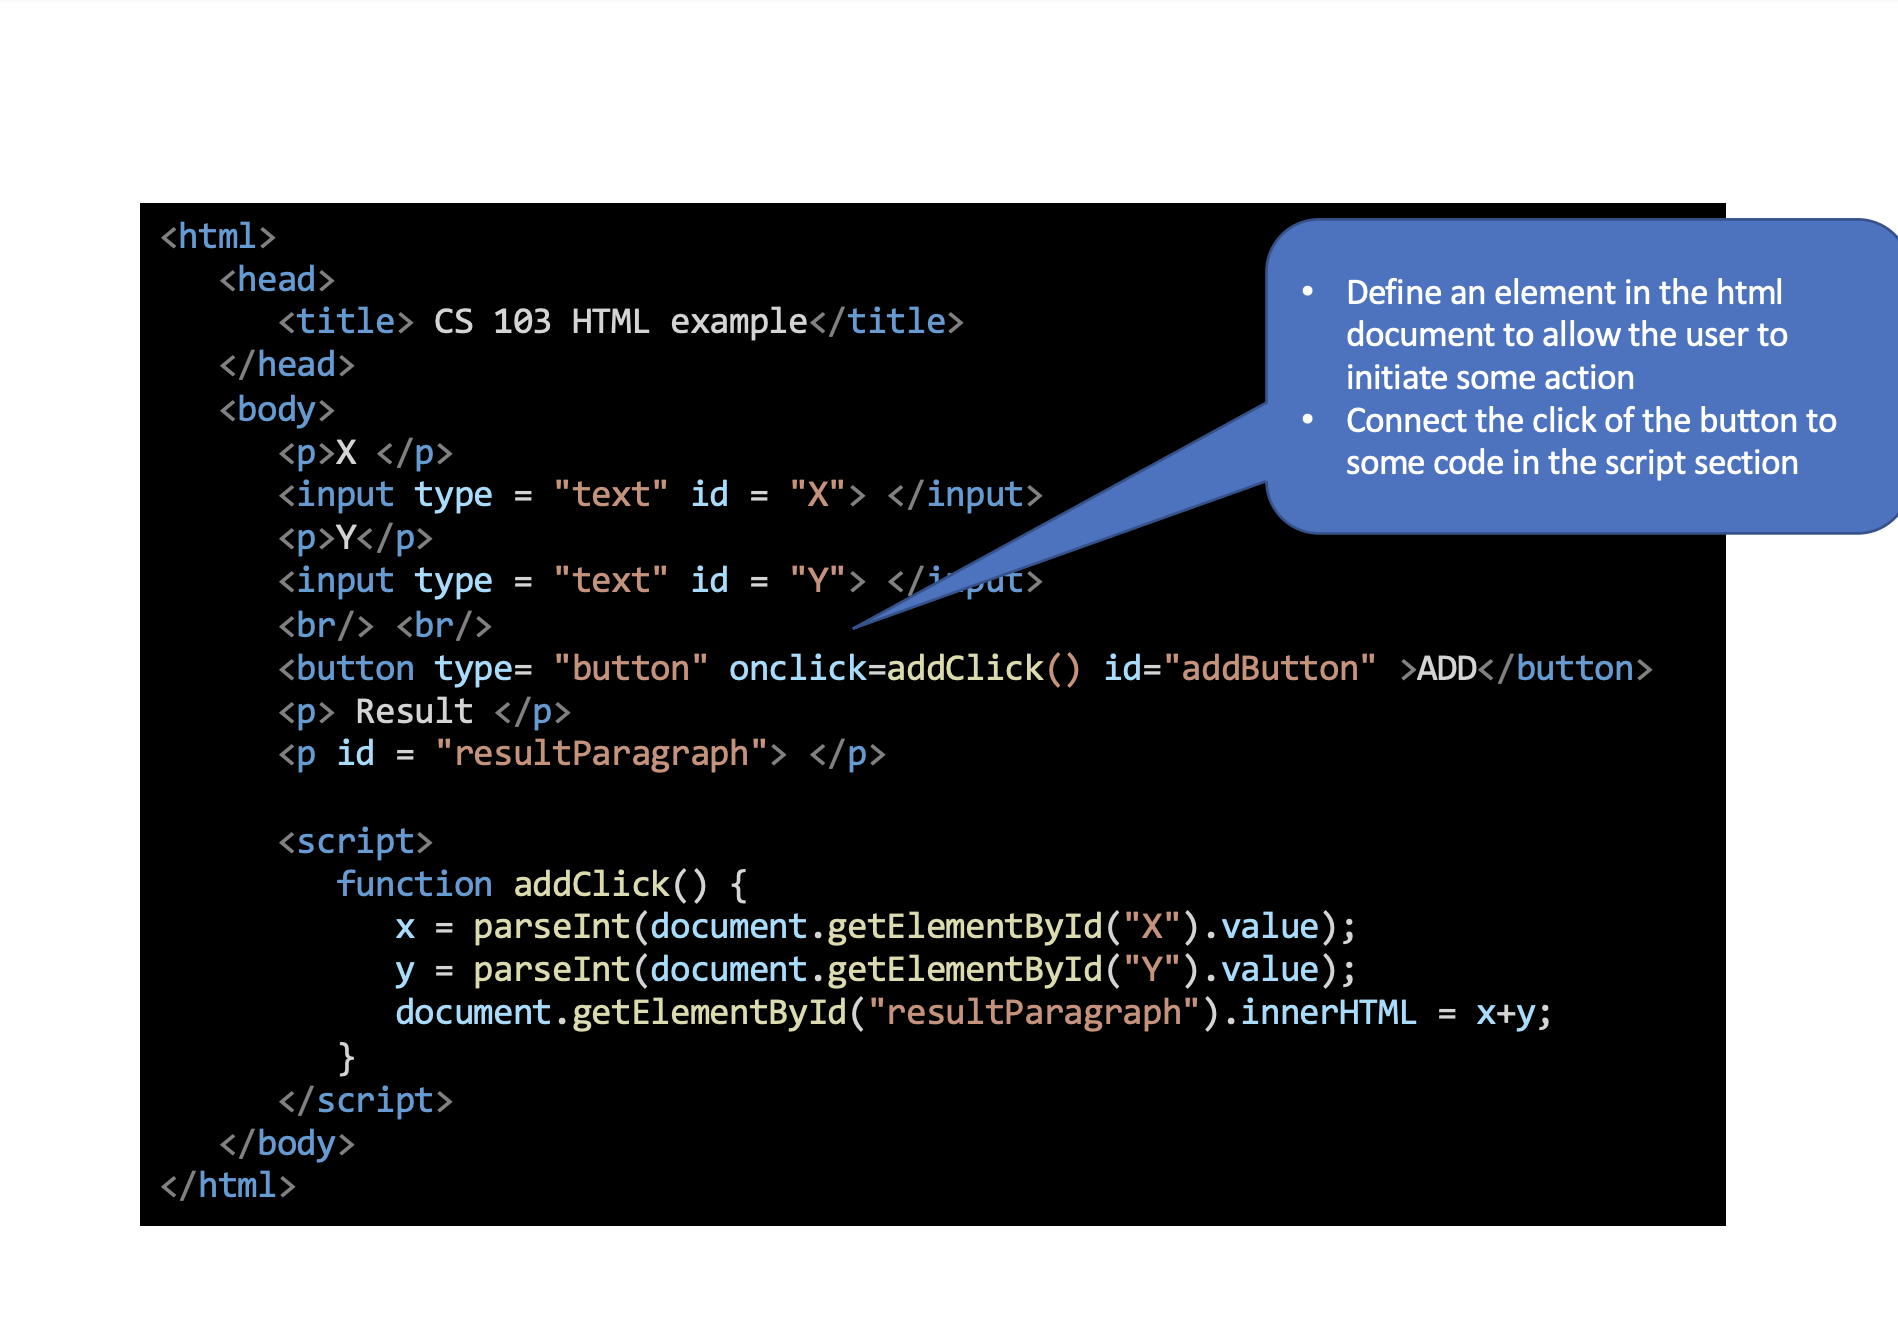 <html>
<head>
<title> CS 103 HTML example</title>
</head>
<body>
<p>X </p>
<input type = "text" id = "X"> </input>
<p>Y</p>
<input type = "text" id = "Y"> </input>
<br/> <br/>
<button type= "button" onclick=addClick() id="addButton" >ADD</button>
<p> Result </p>
<p id = "resultParagraph"> </p>
<script>
function addClick() {
x = parseInt(document.getElementById("X").value);
y = parseInt(document.getElementById("Y").value);
document.getElementById("resultParagraph").innerHTML = x+y;
}
</script>
</body>
</html>
• Define an element in the html
document to allow the user to
initiate some action
• Connect the click of the button to
some code in the script section